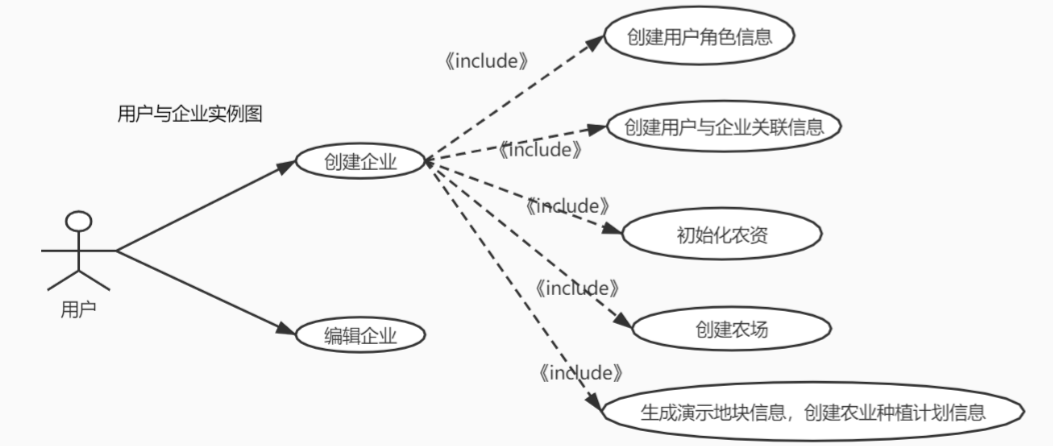 创建用户角色信息
《include》
用户与企业实例图
创建用户与企业关联信息
《include》
创建企业
《include》
初始化农资
《include》
用户
创建农场
编辑企业
《include》
生成演示地块信息，创建农业种植计划信息